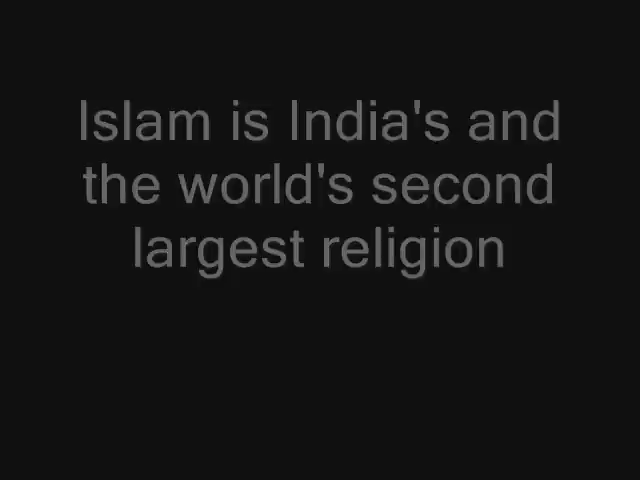 Islam is India's and
the world's second
largest religion